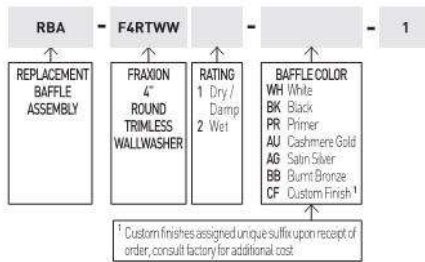 RBA - F4RTWW - - 1
REPLACEMENT
BAFFLE
ASSEMBLY
FRAXION
4"
ROUND
TRIMLESS
WALLWASHER
RATING
1 Dry /
Damp
2 Wet
BAFFLE COLOR
WH White
BK Black
PR Primer
AU Cashmere Gold
AG Satin Silver
BB Burnt Bronze
CF Custom Finish ¹
¹ Custom finishes assigned unique suffix upon receipt of
order, consult factory for additional cost